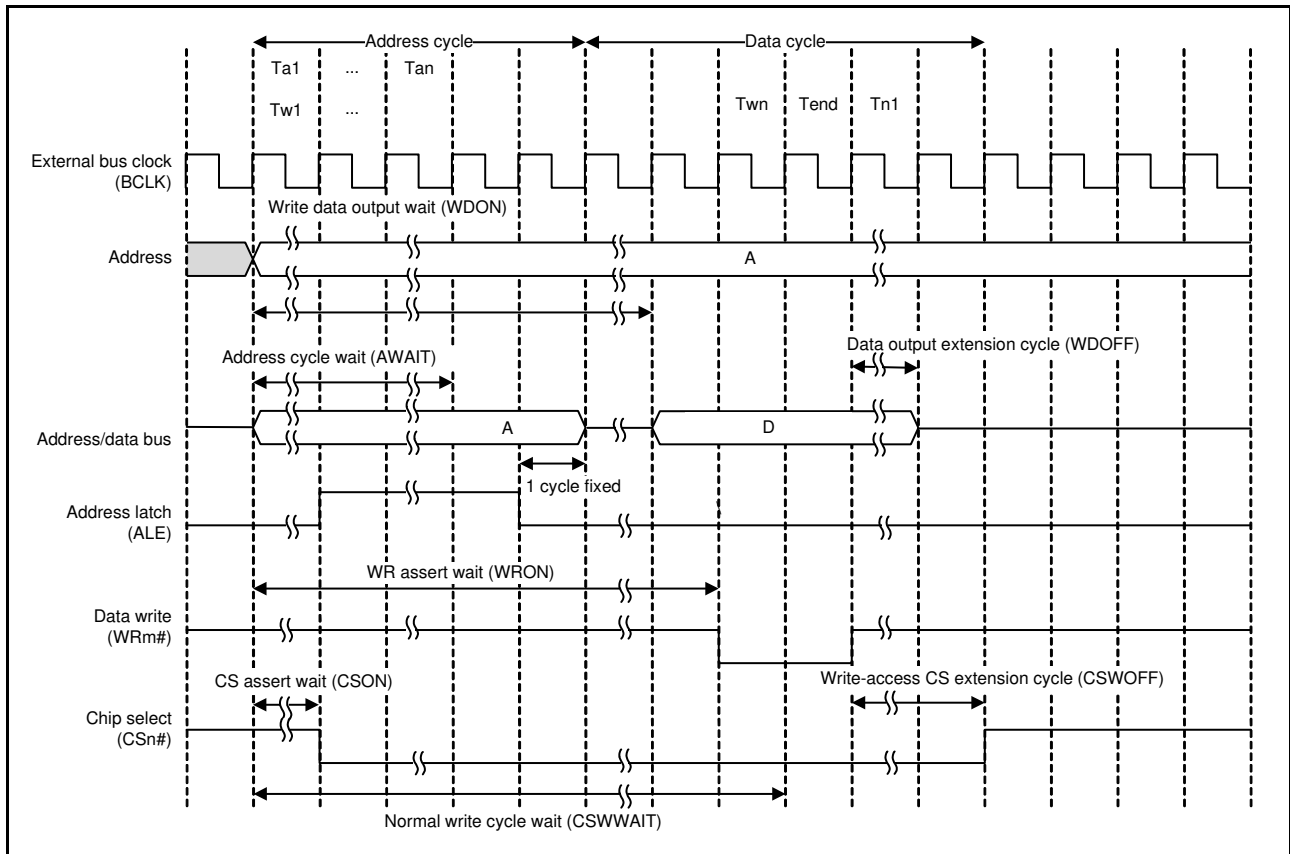 Address cycle Data cycle
Ta1 ... Tan
Twn Tend Tn1
Tw1 ...
External bus clock
(BCLK)
Write data output wait (WDON)
Address
A
Data output extension cycle (WDOFF)
Address cycle wait (AWAIT)
Address/data bus
A D
1 cycle fixed
Address latch
(ALE)
WR assert wait (WRON)
Data write
(WRm#)
CS assert wait (CSON)
Write-access CS extension cycle (CSWOFF)
Chip select
(CSn#)
Normal write cycle wait (CSWWAIT)